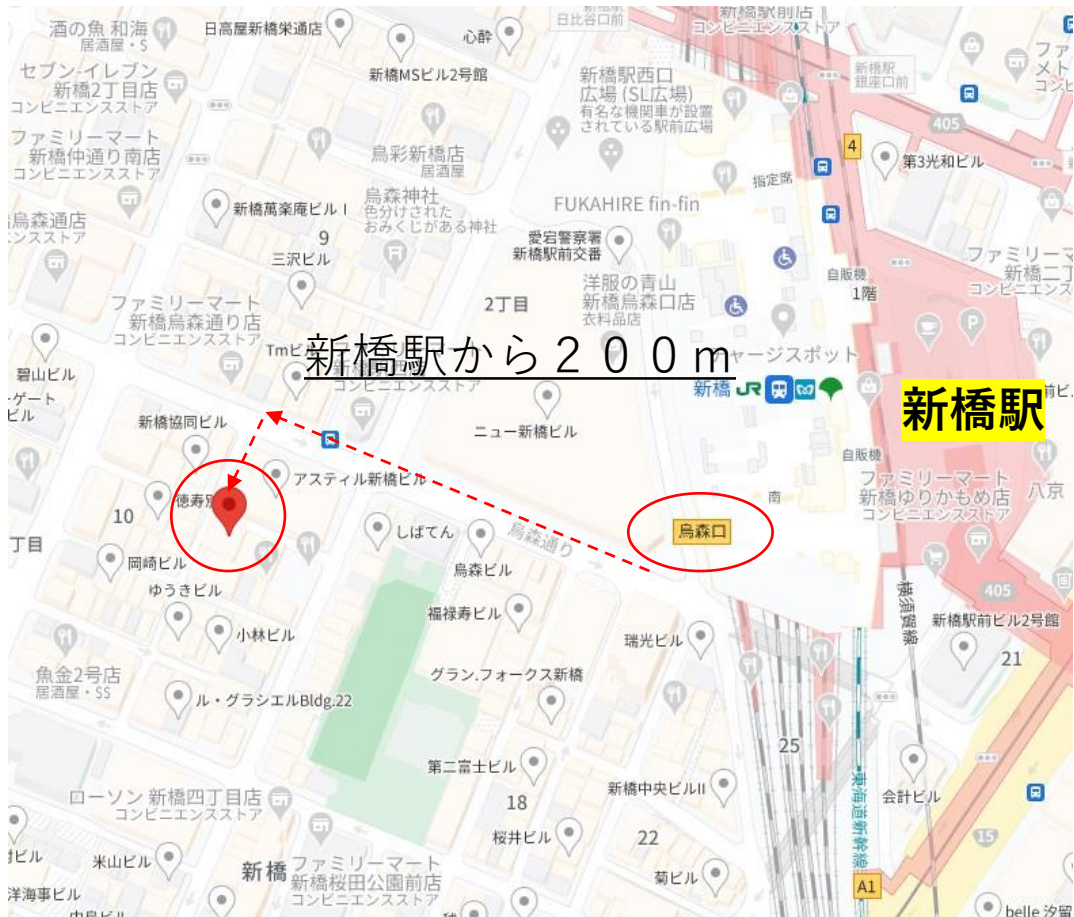 酒の魚 和海
居酒屋・S
日高屋新橋栄通店
心酔
新橋駅
日比谷口前
新橋駅前店
コンビニエンスストア
新橋MSビル2号館
セブン-イレブン
新橋2丁目店
コンビニエンスストア
新橋駅西口
広場 (SL広場)
有名な機関車が設置
されている駅前広場
新橋駅
銀座口前
405
ファミリーマート
新橋仲通り南店
コンビニエンスストア
鳥彩新橋店
居酒屋
4
第3光和ビル
指定席
烏森神社
色分けされた
おみくじがある神社
新橋萬楽庵ビル I
FUKAHIRE fin-fin
烏森通店
9
三沢ビル
愛宕警察署
新橋駅前交番
洋服の青山
新橋烏森口店
衣料品店
自販機
1階
新橋二丁
コンビニエンス
2丁目
ファミリーマート
新橋烏森通り店
コンビニエンスストア
新橋駅から200m
チャージスポット
コンビニエンスストア
碧山ビル
新橋 JR
新橋駅
ゲート
ビル
新橋協同ビル
ニュー新橋ビル
自販機
アスティル新橋ビル
ファミリーマート
新橋ゆりかもめ店
コンビニエンスストア
八京
南
10
しばてん
烏森通り
烏森口
丁目
岡崎ビル
烏森ビル
ゆうきビル
405
横須賀線
新橋駅前ビル2号館
21
福禄寿ビル
小林ビル
瑞光ビル
魚金2号店
居酒屋・SS
グラン.フォークス新橋
ル・グラシエルBldg.22
25
第二富士ビル
新橋中央ビルII
会計ビル
東海道新幹線
ローソン 新橋四丁目店
コンビニエンスストア
18
桜井ビル
22
15
米山ビル
新橋
ファミリーマート
新橋桜田公園前店
コンビニエンスストア
菊ビル
A1
洋海事ビル
belle 汐留